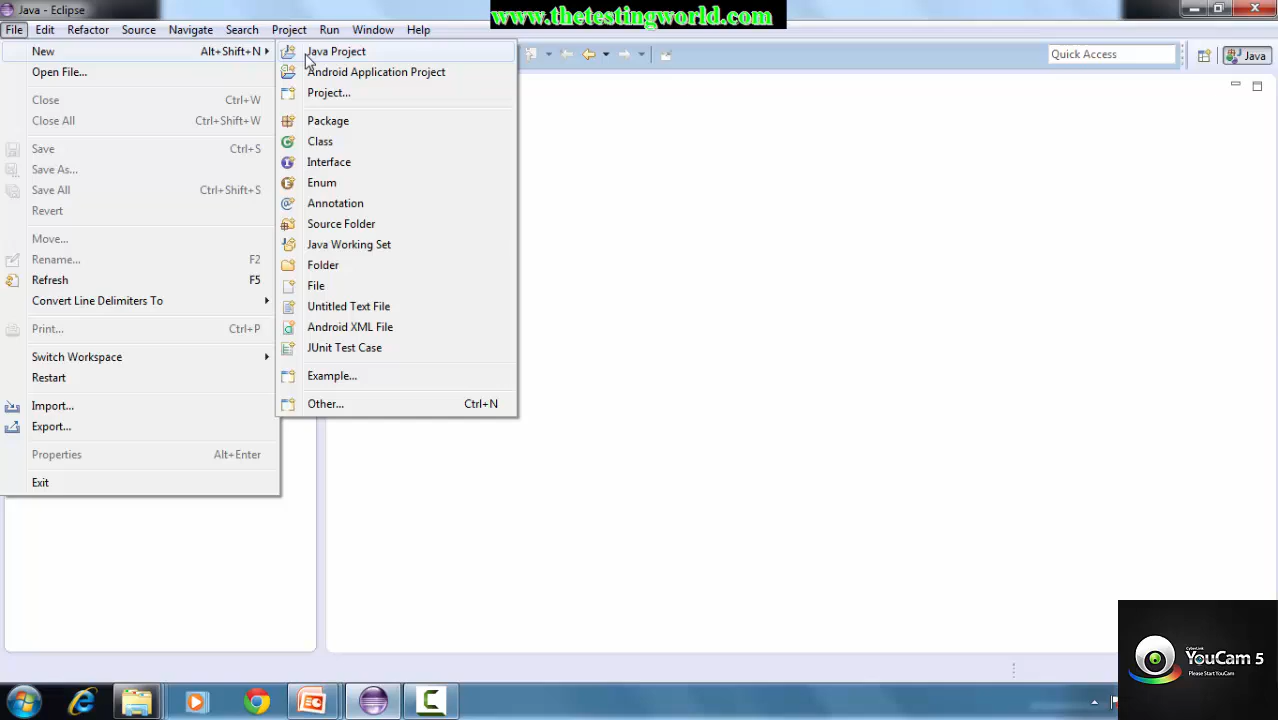 Java - Eclipse
www.thetestingworld.com
File Edit Refactor Source Navigate Search Project Run Window Help
New Alt+Shift+N
Open File...
Close Ctrl+W
Close All Ctrl+Shift+W
Save Ctrl+S
Save As...
Save All Ctrl+Shift+S
Revert
Move...
Rename... F2
Refresh F5
Convert Line Delimiters To
Print... Ctrl+P
Switch Workspace
Restart
Import...
Export...
Properties Alt+Enter
Exit
Java Project
Android Application Project
Project...
Package
Class
Interface
Enum
Annotation
Source Folder
Java Working Set
Folder
File
Untitled Text File
Android XML File
JUnit Test Case
Example...
Other... Ctrl+N
Quick Access
Java
CyberLink
YouCam 5
Please Start YouCam